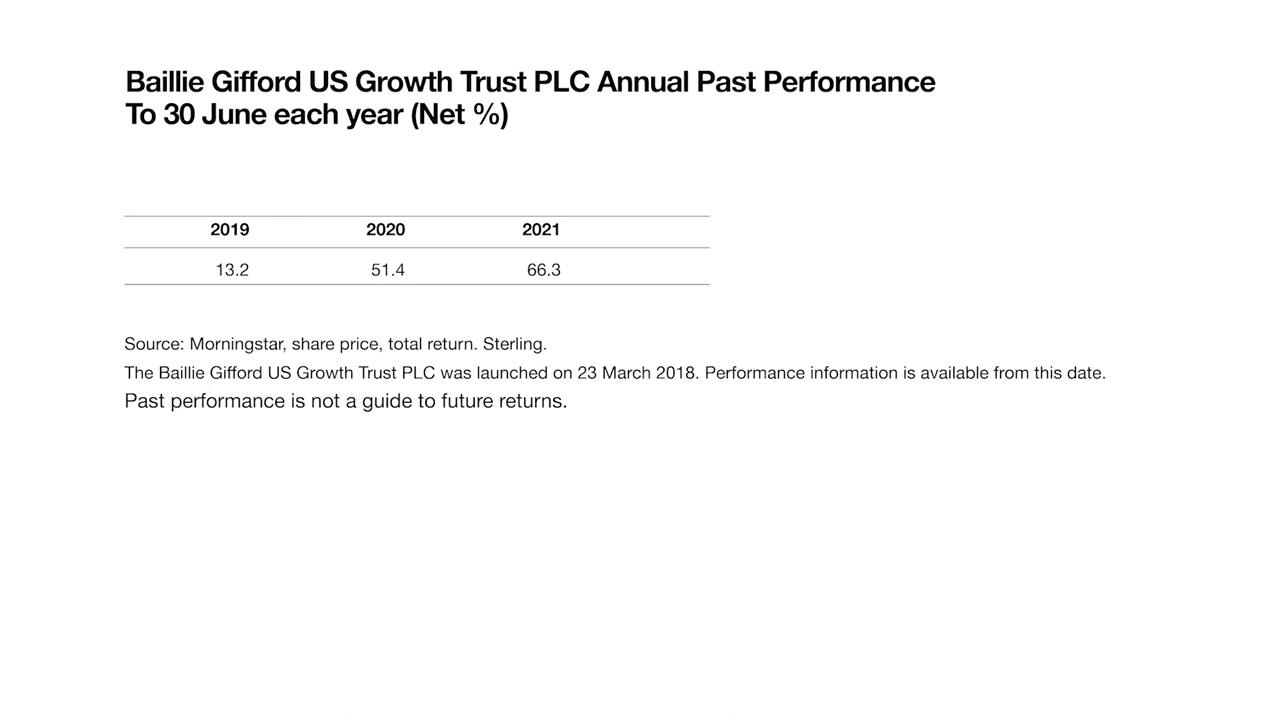 Baillie Gifford US Growth Trust PLC Annual Past Performance
To 30 June each year (Net %)
2019 2020 2021
13.2 51.4 66.3
Source: Morningstar, share price, total return. Sterling.
The Baillie Gifford US Growth Trust PLC was launched on 23 March 2018. Performance information is available from this date.
Past performance is not a guide to future returns.